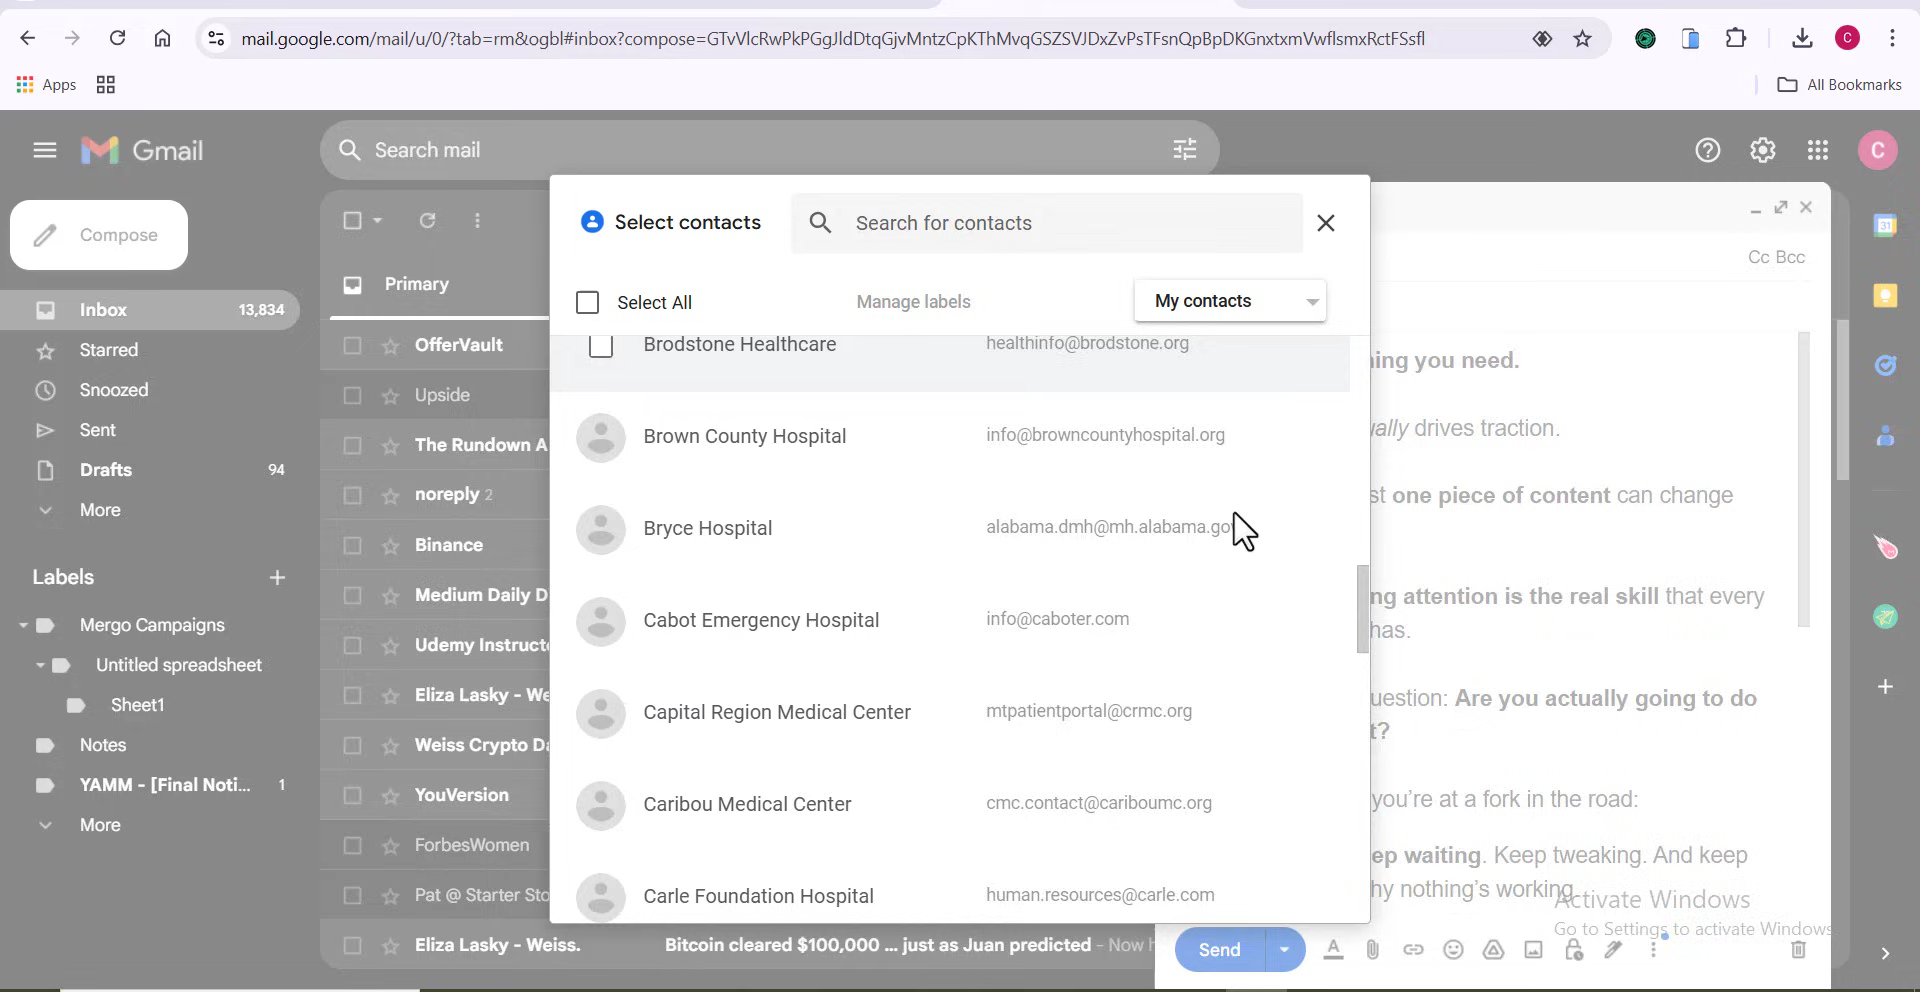 mail.google.com/mail/u/0/?tab=rm&ogbl#inbox?compose=GTvVlcRwPkPGgJldDtqGjvMntzCpKThMvqGSZSVJDxZvPsTFsnQpBpDKGnxtxmVwflsmxRctFSsfl
C
Apps
All Bookmarks
Gmail
Search mail
C
Compose
Select contacts
Search for contacts
Cc Bcc
Primary
Select All
Manage labels
My contacts
Inbox 13,834
Starred
Snoozed
Sent
Drafts 94
More
Labels
Mergo Campaigns
Untitled spreadsheet
Sheet1
Notes
YAMM - [Final Noti... 1
More
OfferVault
Upside
The Rundown A
noreply 2
Binance
Medium Daily D
Udemy Instructo
Eliza Lasky - We
Weiss Crypto Da
YouVersion
ForbesWomen
Pat @ Starter Sto
Eliza Lasky - Weiss. Bitcoin cleared $100,000 ... just as Juan predicted - Now h
Brodstone Healthcare healthinfo@brodstone.org
Brown County Hospital info@browncountyhospital.org
Bryce Hospital alabama.dmh@mh.alabama.gov
Cabot Emergency Hospital info@caboter.com
Capital Region Medical Center mtpatientportal@crmc.org
Caribou Medical Center cmc.contact@cariboumc.org
Carle Foundation Hospital human.resources@carle.com
ing you need.
ally drives traction.
st one piece of content can change
ng attention is the real skill that every
has.
uestion: Are you actually going to do
t?
you're at a fork in the road:
ep waiting. Keep tweaking. And keep
hy nothing's working
Activate Windows
Go to Settings to activate Windows
31
Send